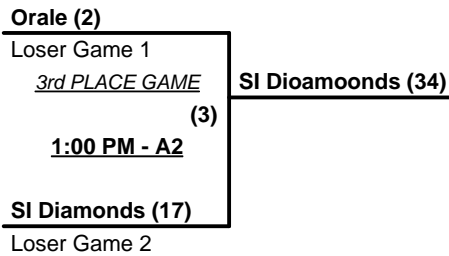 Orale (2)
Loser Game 1
3rd PLACE GAME
SI Dioamoonds (34)
(3)
1:00 PM - A2
SI Diamonds (17)
Loser Game 2